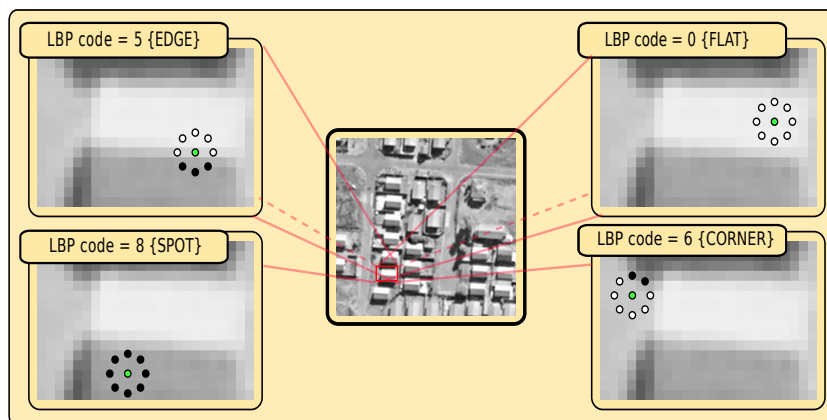 LBP code = 5 {EDGE}
LBP code = 0 {FLAT}
LBP code = 8 {SPOT}
LBP code = 6 {CORNER}